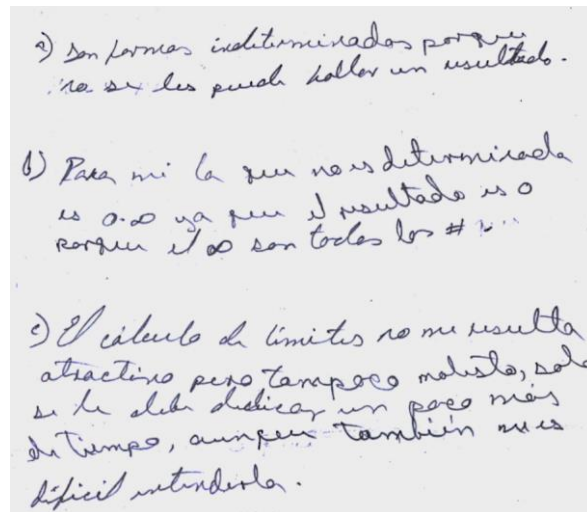 a) Son formas indeterminadas porque
no se les puede hallar un resultado.
b) Para mi la que no es determinada
es 0.∞ ya que el resultado es 0
porque el ∞ son todos los # ...
c) El cálculo de límites no me resulta
atractivo pero tampoco molesto, solo
se le debe dedicar un poco más
de tiempo, aunque también no es
difícil entenderla.